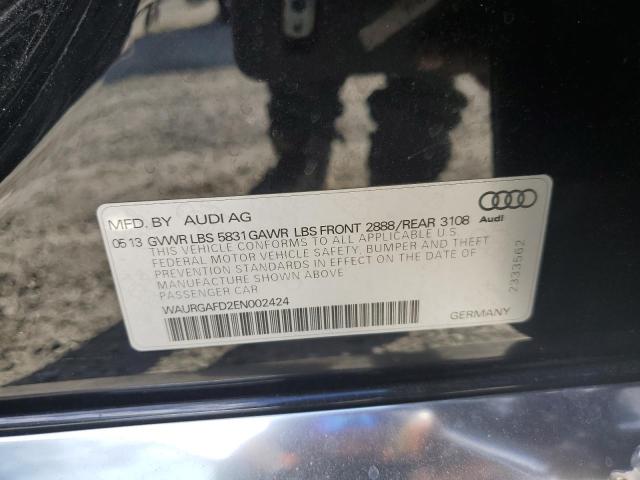 MFD. BY AUDI AG
06 13 GVWR LBS 5831 GAWR LBS FRONT 2888/REAR 3108
THIS VEHICLE CONFORMS TO ALL APPLICABLE U.S.
FEDERAL MOTOR VEHICLE SAFETY, BUMPER AND THEFT
PREVENTION STANDARDS IN EFFECT ON THE DATE OF
MANUFACTURE SHOWN ABOVE
PASSENGER CAR
WAURGAFD2EN002424
Audi
2333562
GERMANY